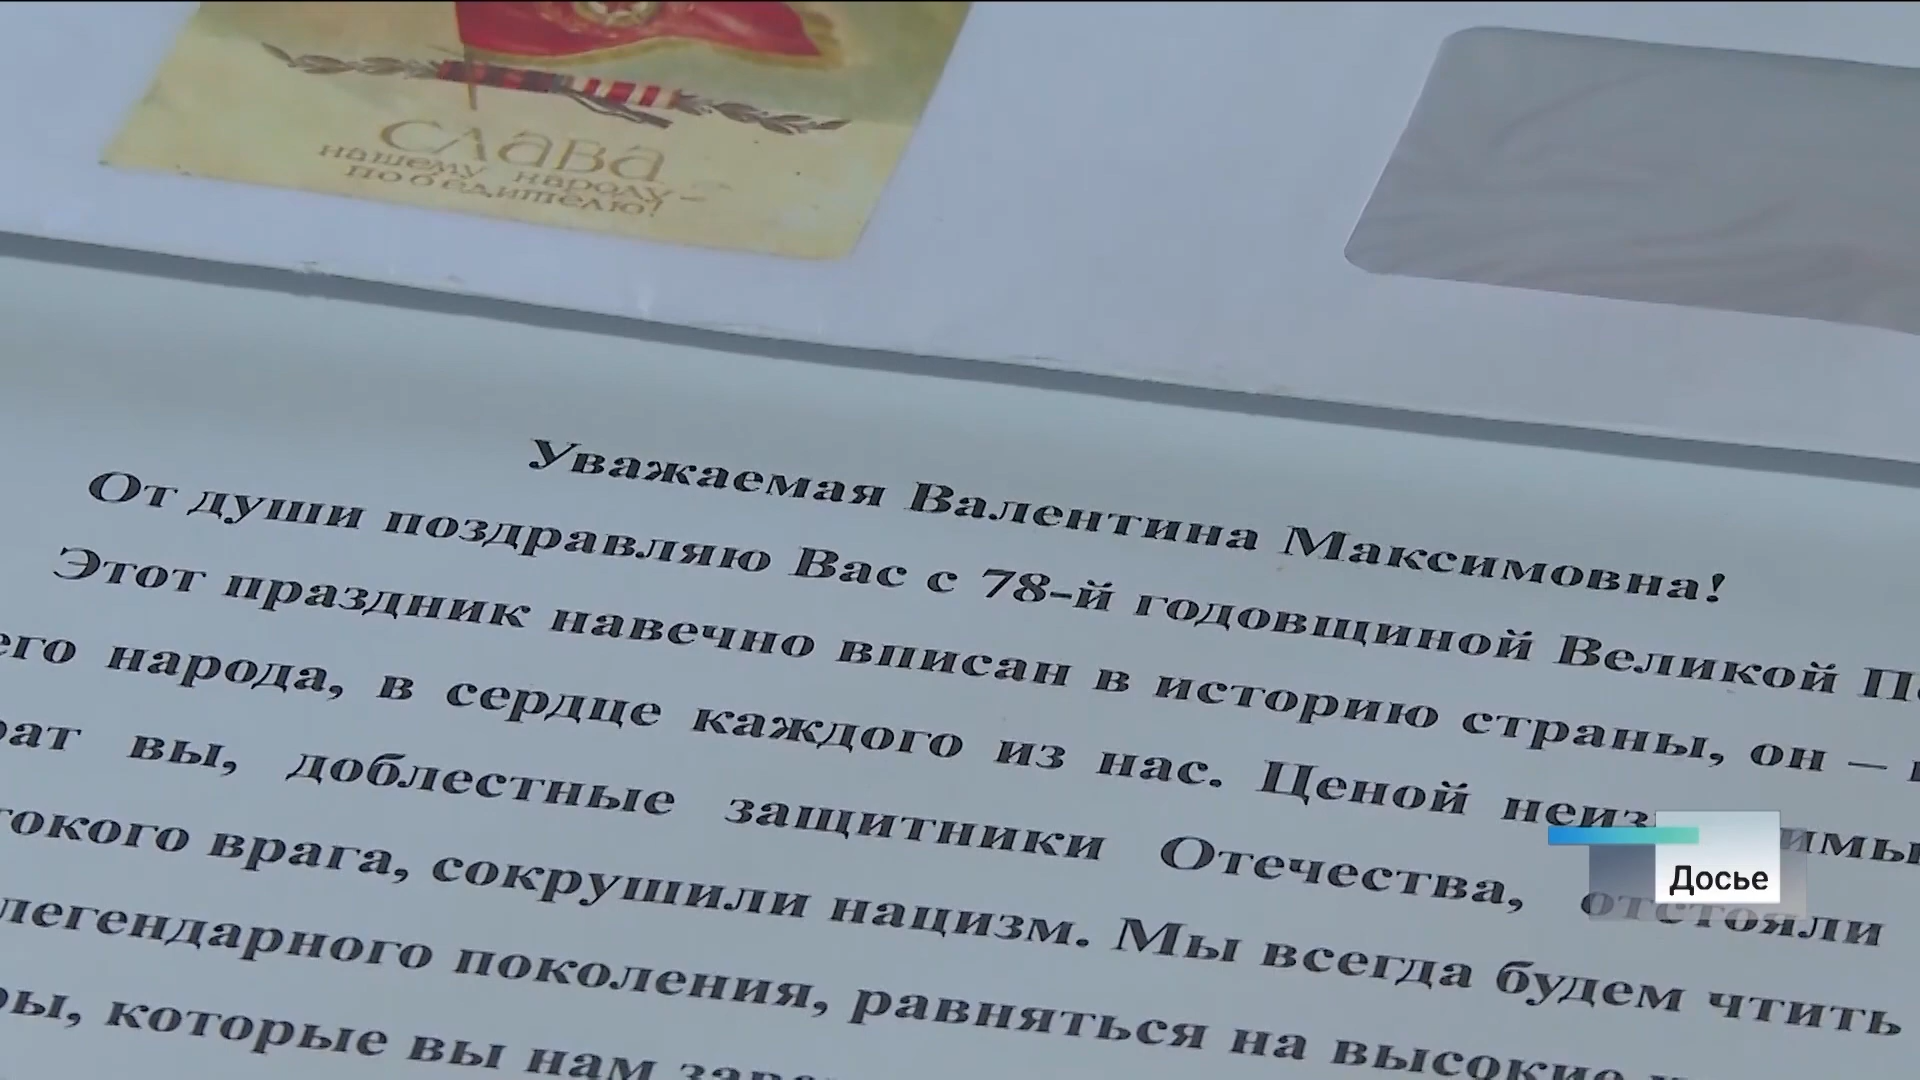 СЛАВА
нашему народу-
победителю!
Уважаемая Валентина Максимовна!
От души поздравляю Вас с 78-й годовщиной Великой
Этот праздник навечно вписан в историю страны, он –
народа, в сердце каждого из нас. Ценой
вы, доблестные защитники Отечества, отстояли
врага, сокрушили нацизм. Мы всегда будем чтить
легендарного поколения, равняться на высокие
которые вы нам
Досье